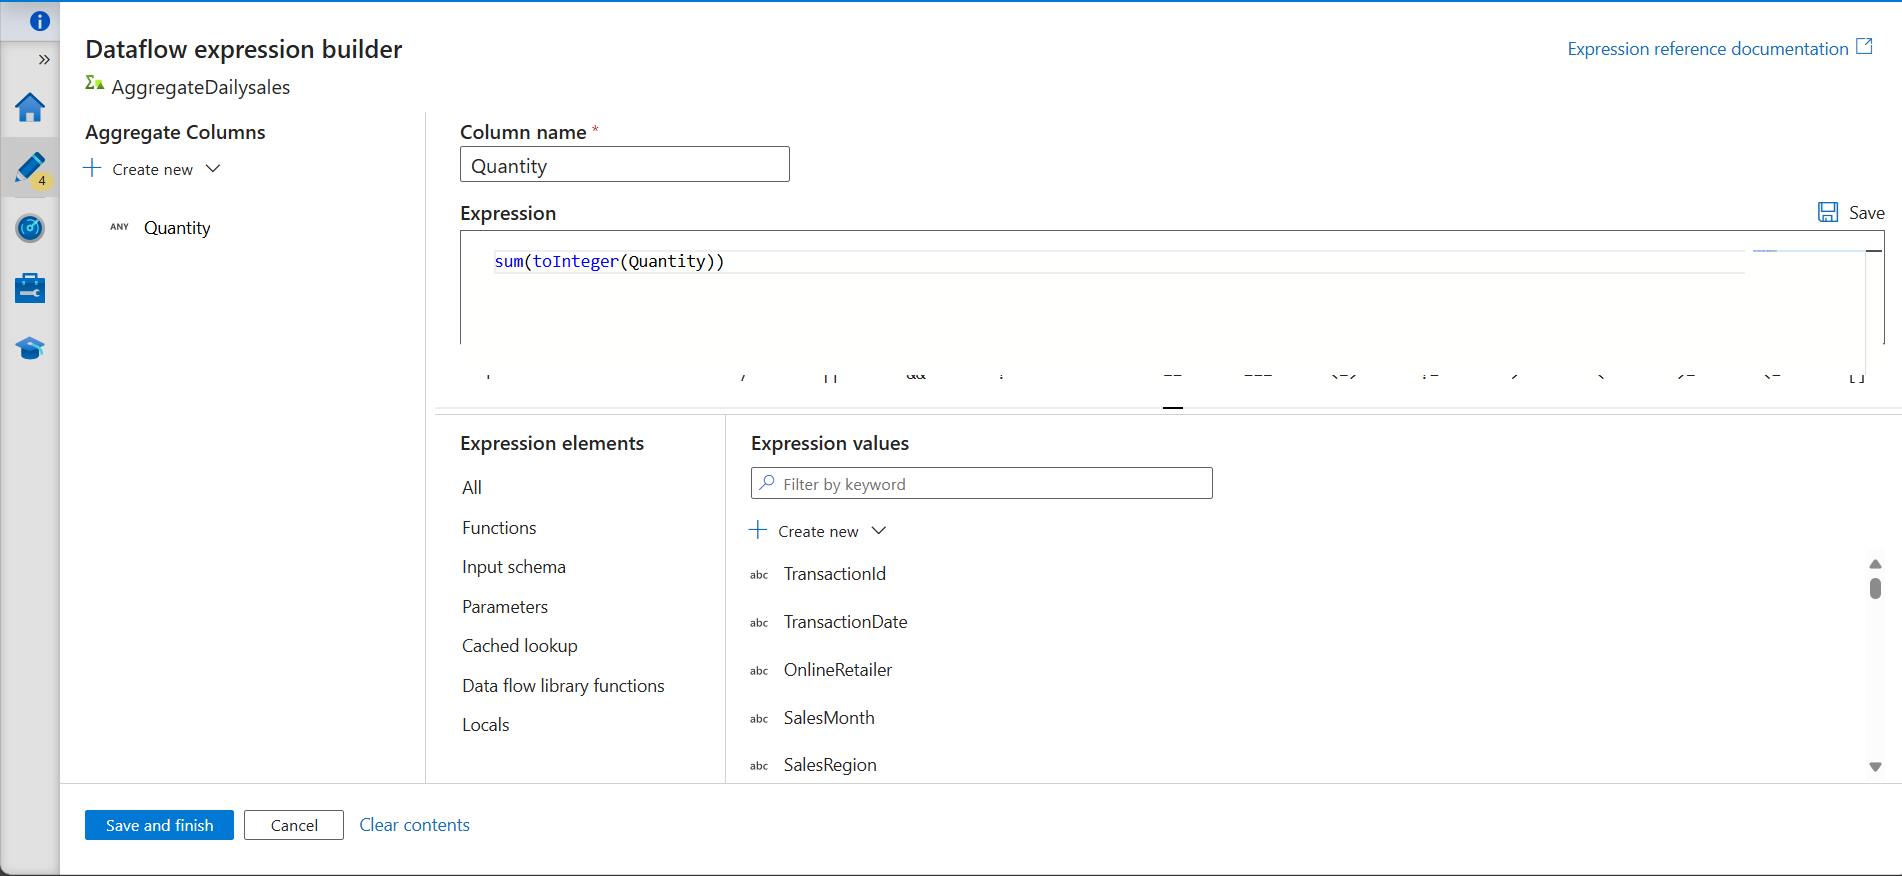 Dataflow expression builder
Expression reference documentation
AggregateDailysales
Aggregate Columns
Create new
ANY Quantity
4
Column name *
Quantity
Expression
Save
sum(toInteger(Quantity))
Expression elements
All
Functions
Input schema
Parameters
Cached lookup
Data flow library functions
Locals
Expression values
Filter by keyword
Create new
abc TransactionId
abc TransactionDate
abc OnlineRetailer
abc SalesMonth
abc SalesRegion
Save and finish
Cancel
Clear contents